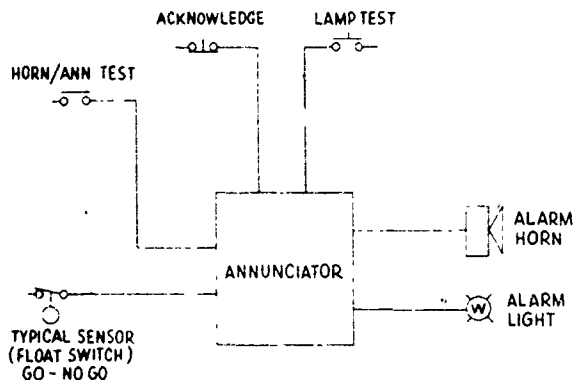 ACKNOWLEDGE
LAMP TEST
HORN/ANN TEST
ANNUNCIATOR
ALARM
HORN
W
ALARM
LIGHT
TYPICAL SENSOR
(FLOAT SWITCH)
GO - NO GO